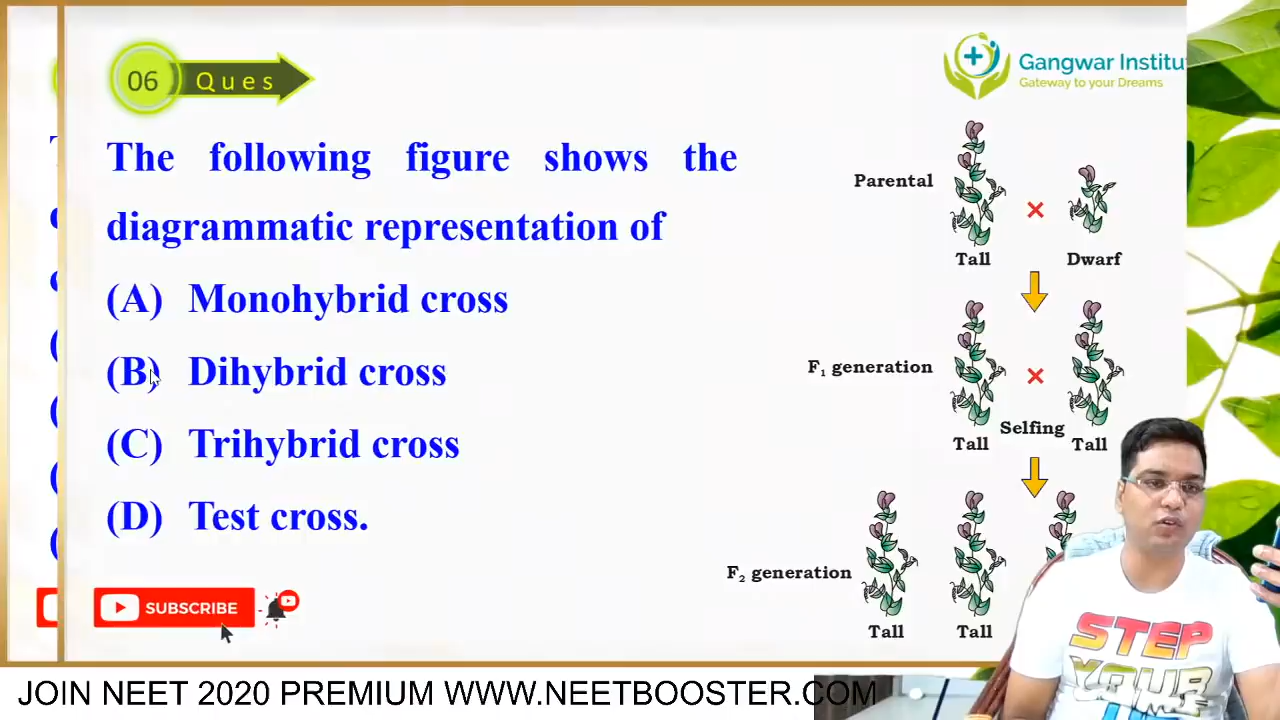 06 Ques
Gangwar Institu
Gateway to your Dreams
The following figure shows the
diagrammatic representation of
(A) Monohybrid cross
(B) Dihybrid cross
(C) Trihybrid cross
(D) Test cross.
Parental
Tall
Dwarf
F₁ generation
Tall
Selfing
Tall
F₂ generation
Tall
Tall
SUBSCRIBE
STEP
YOUR
JOIN NEET 2020 PREMIUM WWW.NEETBOOSTER.COM